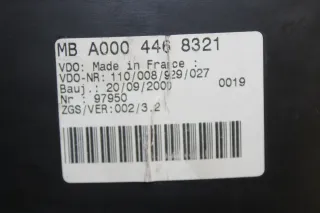 MB A000 446 8321
VDO: Made in France :
VDO-NR: 110/008/929/027
Bauj.: 20/09/2000 0019
Nr : 97950
ZGS/VER:002/3.2